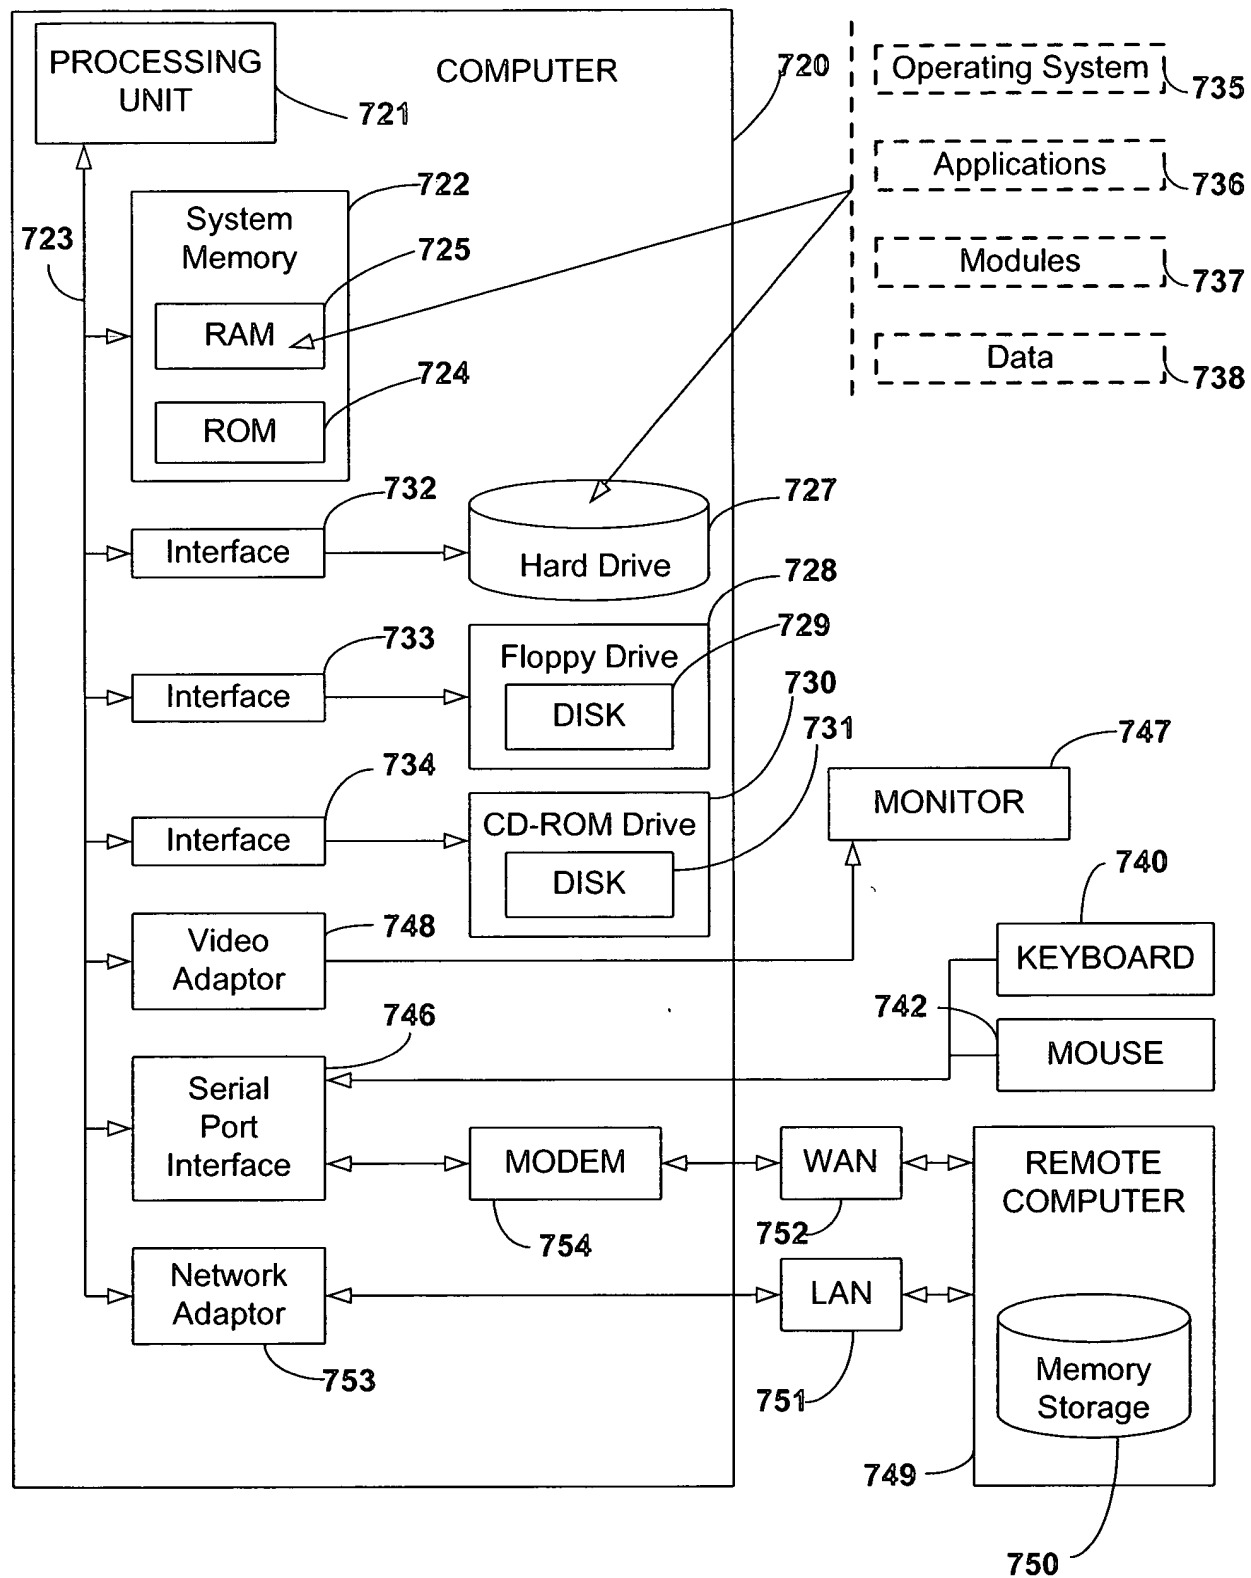 PROCESSING
UNIT
721
COMPUTER
720
Operating System
735
Applications
736
Modules
737
Data
738
723
System
Memory
722
RAM
725
ROM
724
Interface
732
Hard Drive
727
Interface
733
Floppy Drive
728
DISK
729
Interface
734
CD-ROM Drive
730
DISK
731
Video
Adaptor
748
MONITOR
747
KEYBOARD
740
MOUSE
742
Serial
Port
Interface
746
MODEM
754
WAN
752
REMOTE
COMPUTER
749
Network
Adaptor
753
LAN
751
Memory
Storage
750